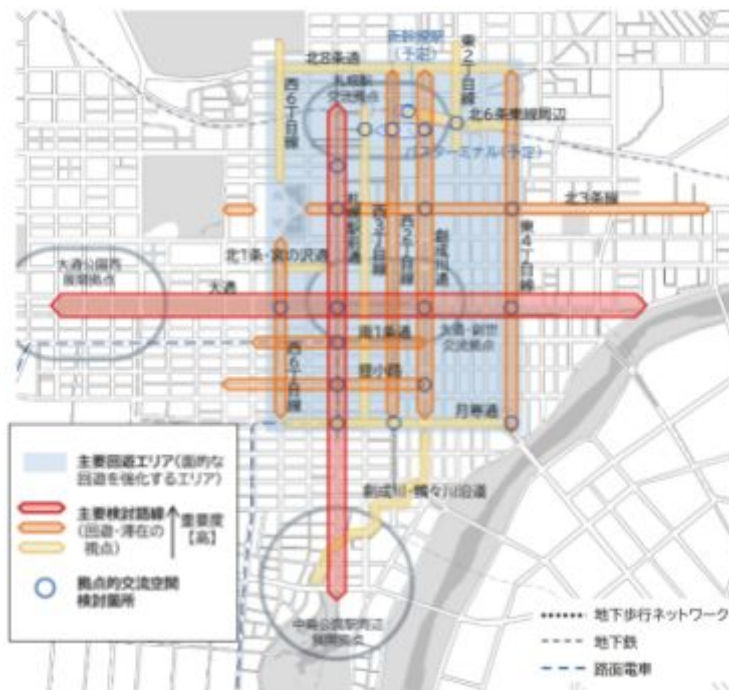 新幹線駅
(予定)
北8条通
東2丁目線
札幌駅
交流拠点
西6丁目線
北6条東線周辺
バスターミナル(予定)
北3条線
札幌駅前通
西3丁目線
創成川通
東4丁目線
北1条・宮の沢通
大通公園西
展開拠点
大通
大通・創世
交流拠点
南1条通
西6丁目線
狸小路
月寒通
創成川・鴨々川沿道
中島公園駅周辺
展開拠点
主要回遊エリア(面的な
回遊を強化するエリア)
主要検討路線
(回遊・滞在の
視点)
重要度
【高】
拠点的交流空間
検討箇所
地下歩行ネットワーク
地下鉄
路面電車